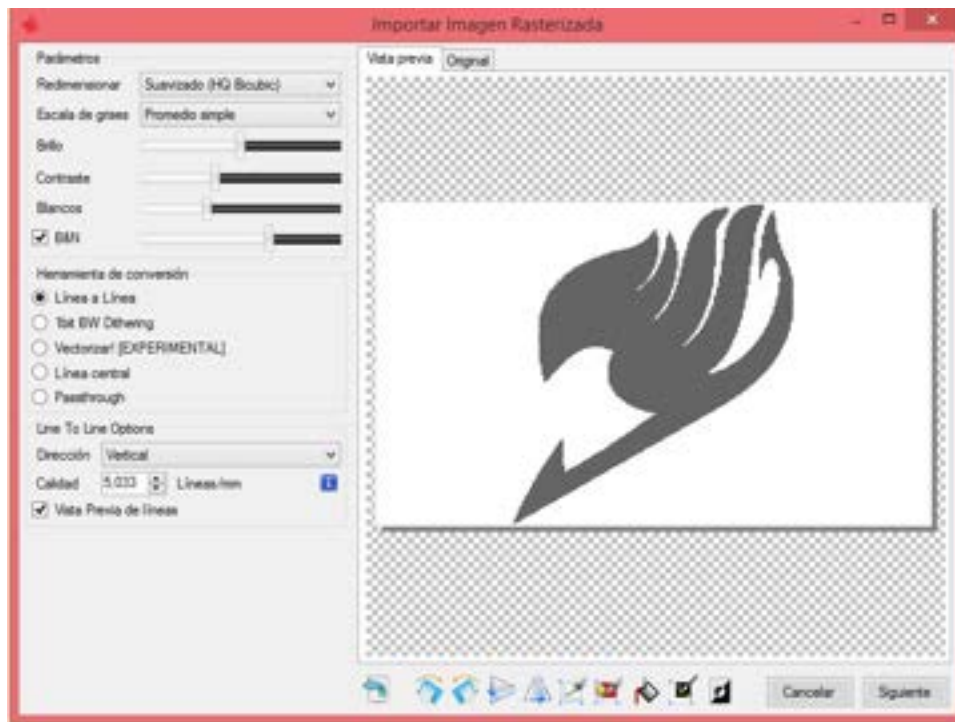 Importar Imagen Rasterizada
Parámetros
Redimensionar Suavizado (HQ Bicubic)
Escala de grises Promedio simple
Brillo
Contraste
Blancos
B&N
Herramienta de conversión
Línea a Línea
1bit BW Dithering
Vectorizar! [EXPERIMENTAL]
Línea central
Passthrough
Line To Line Options
Dirección Vertical
Calidad 5,033 Líneas/mm
Vista Previa de líneas
Vista previa Original
Cancelar Siguiente